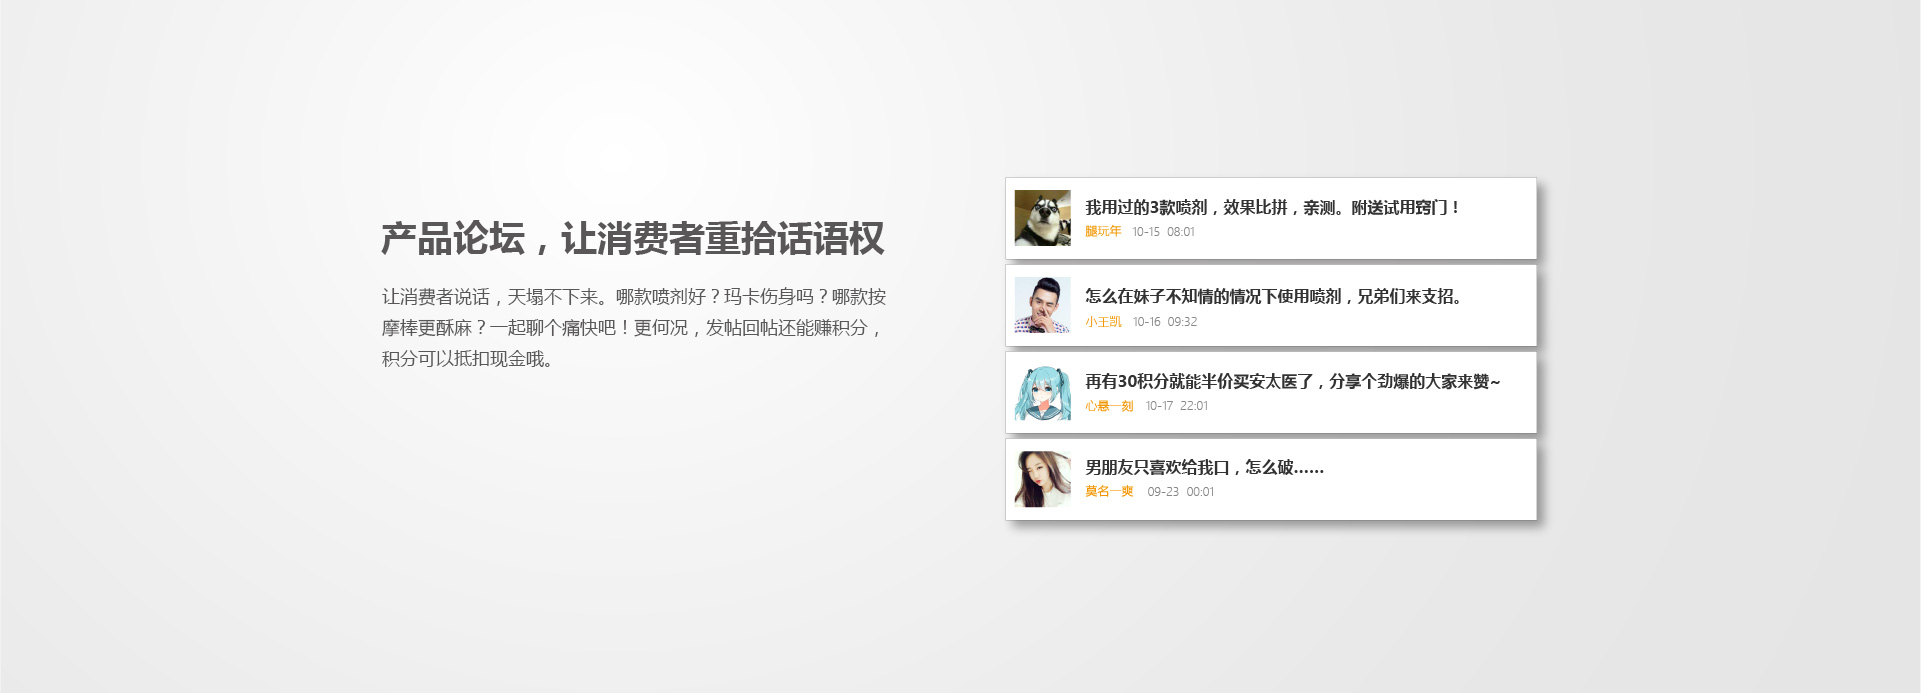 产品论坛，让消费者重拾话语权
让消费者说话，天塌不下来。哪款喷剂好？玛卡伤身吗？哪款按
摩棒更酥麻？一起聊个痛快吧！更何况，发帖回帖还能赚积分，
积分可以抵扣现金哦。
我用过的3款喷剂，效果比拼，亲测。附送试用窍门！
腿玩年 10-15 08:01
怎么在妹子不知情的情况下使用喷剂，兄弟们来支招。
小王凯 10-16 09:32
再有30积分就能半价买安太医了，分享个劲爆的大家来赞~
心悬一刻 10-17 22:01
男朋友只喜欢给我口，怎么破……
莫名一爽 09-23 00:01